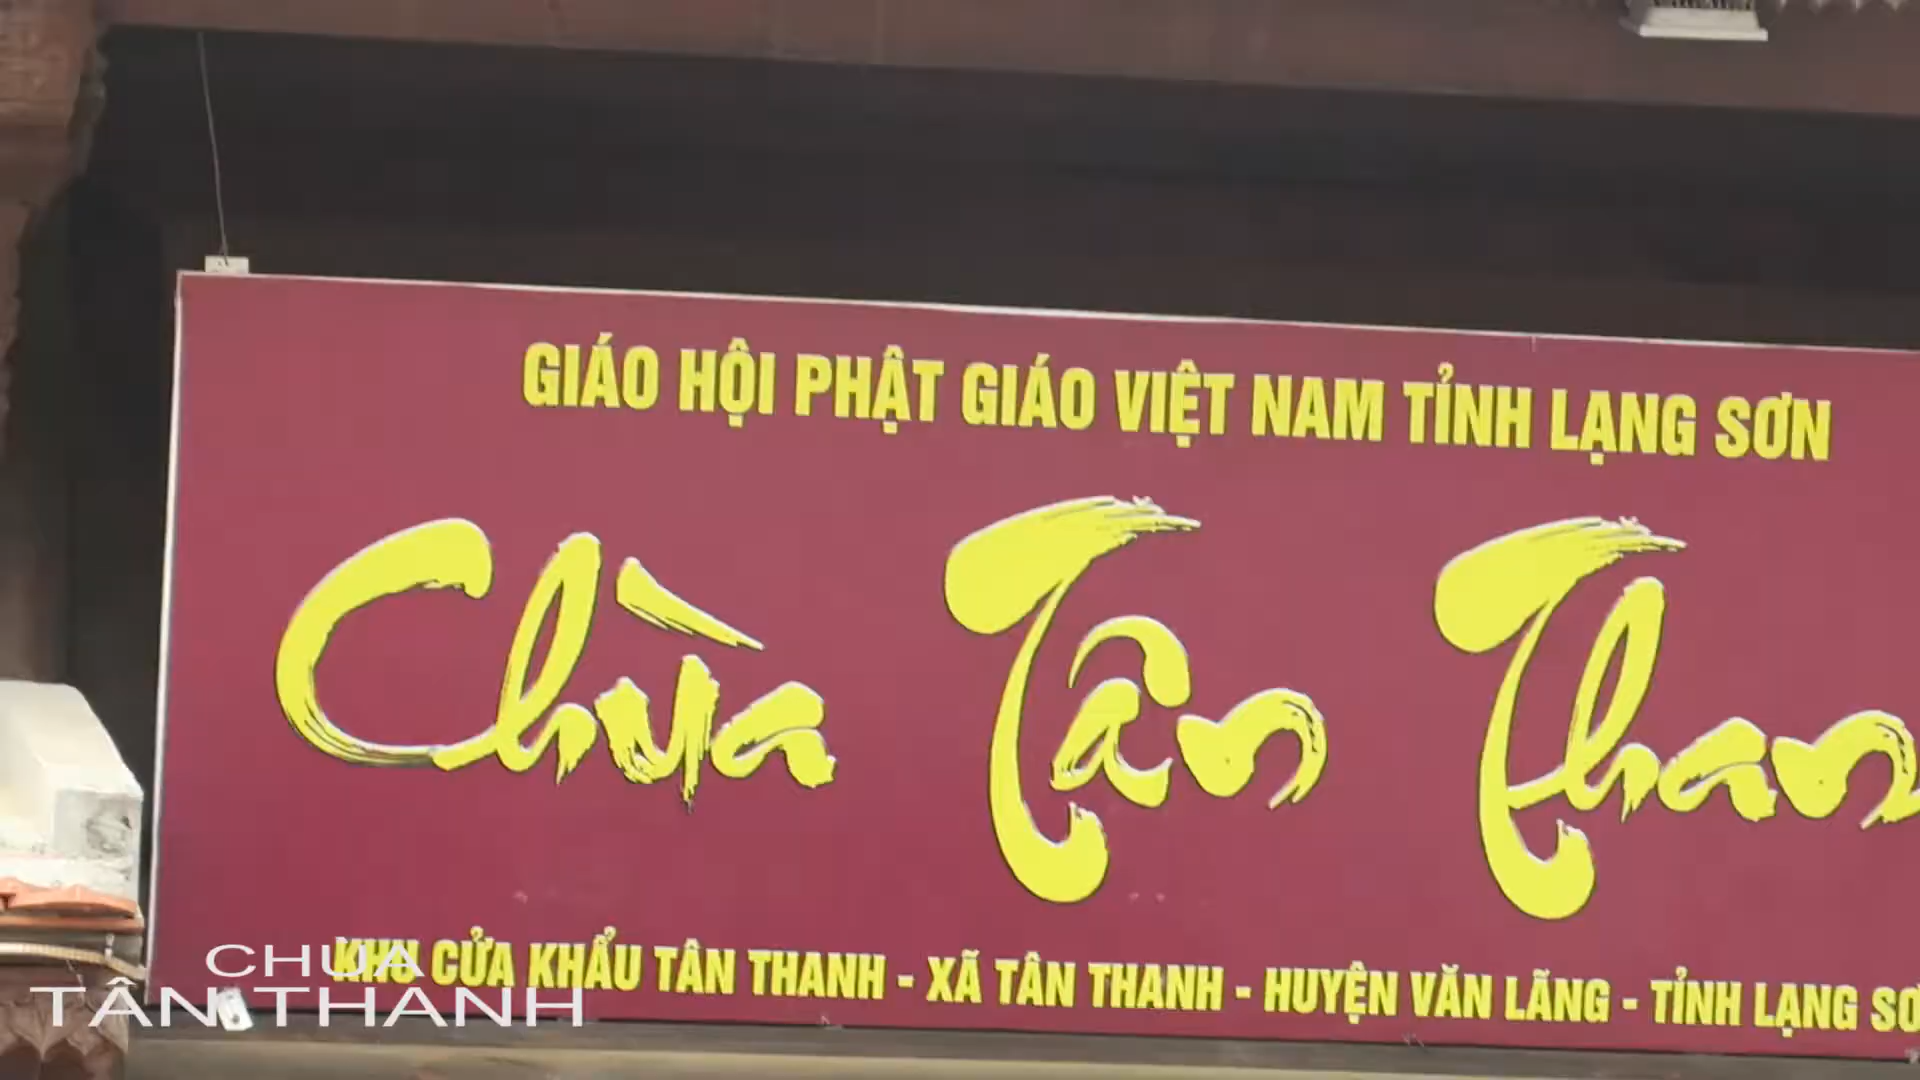 GIÁO HỘI PHẬT GIÁO VIỆT NAM TỈNH LẠNG SƠN
Chùa Tân Than
KHU CỬA KHẨU TÂN THANH - XÃ TÂN THANH - HUYỆN VĂN LÃNG - TỈNH LẠNG SƠ
CHÙA
TÂN THANH